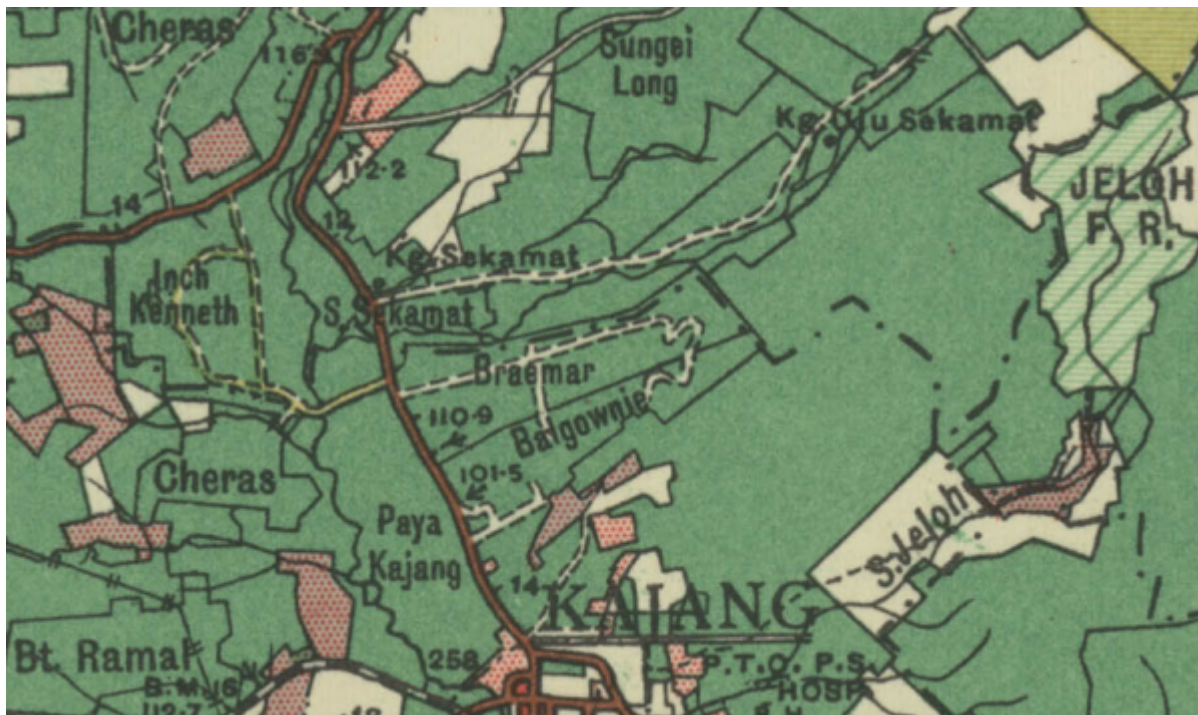 Cheras
116·
Sungei
Long
Kg. Ulu Sekamat
112·2
JELOH
F. R.
14
12
Kg. Sekamat
Inch
Kenneth
S. Sekamat
Braemar
110·9
Balgownie
101·5
Cheras
Paya
Kajang
S. Jeloh
14
KAJANG
Bt. Ramal
258
P.T.O. P.S.
B.M. 16
HOSP.
112·7
18
R.H.